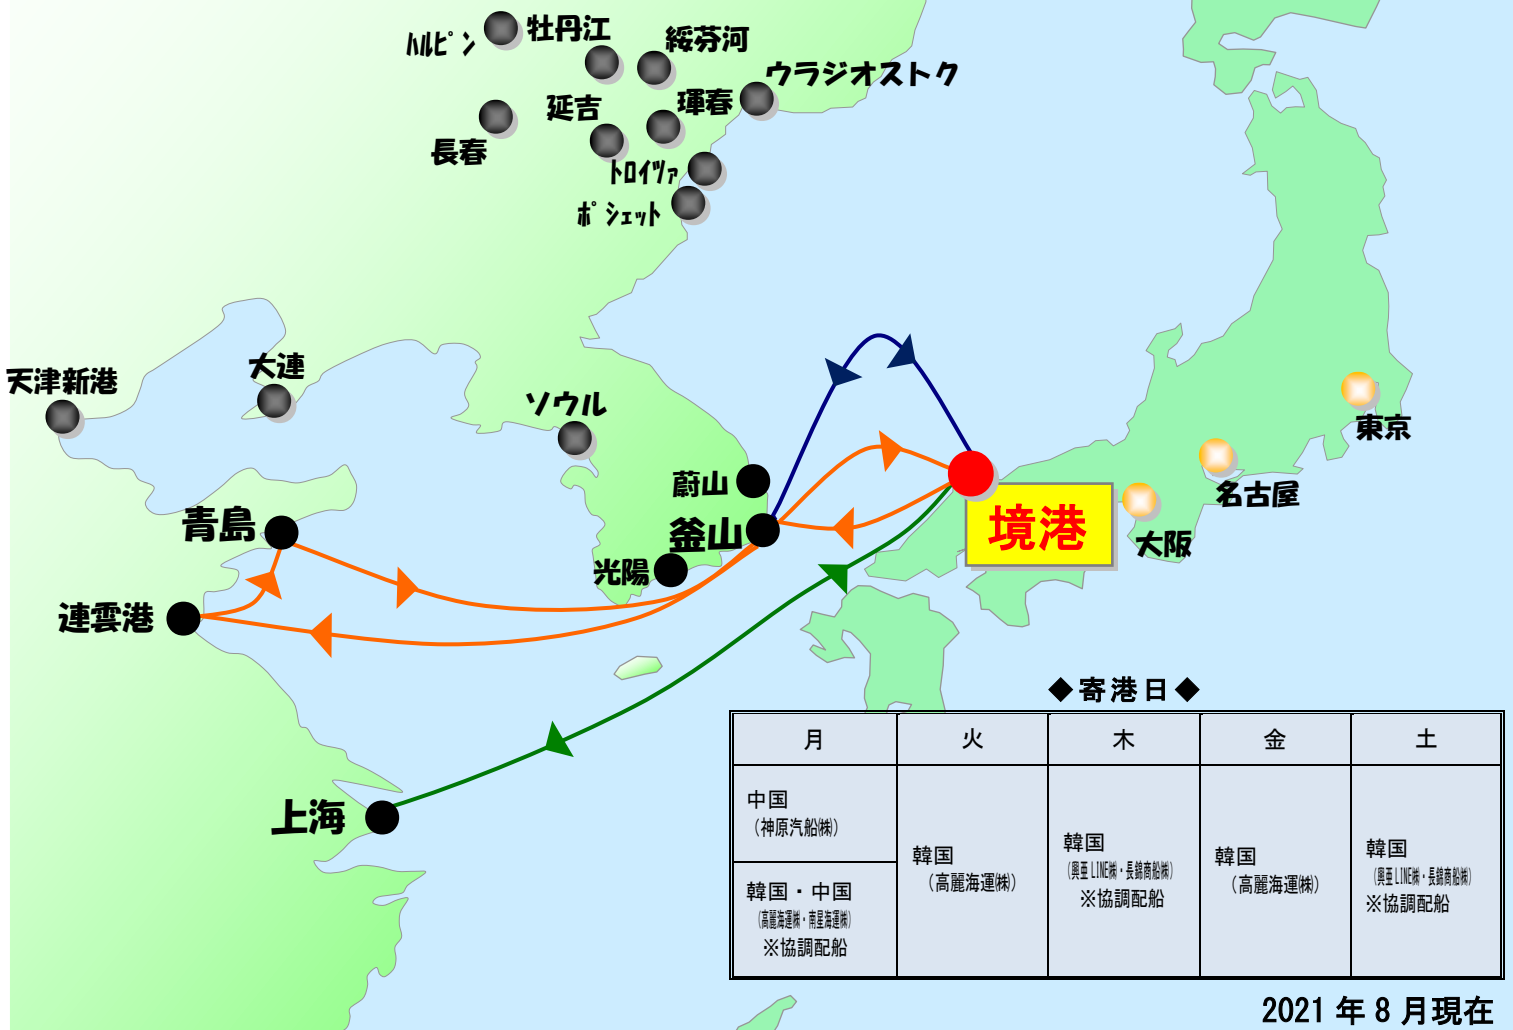 ﾊﾙﾋﾟﾝ
牡丹江
綏芬河
ウラジオストク
延吉
琿春
長春
ﾄﾛｲﾂｧ
ﾎﾟｼｪｯﾄ
大連
天津新港
ソウル
東京
蔚山
名古屋
青島
釜山
境港
大阪
光陽
連雲港
上海
◆寄港日◆
月 火 木 金 土
中国
（神原汽船㈱）
韓国・中国
（高麗海運㈱・南星海運㈱）
※協調配船
韓国
（高麗海運㈱）
韓国
（興亜LINE㈱・長錦商船㈱）
※協調配船
韓国
（高麗海運㈱）
韓国
（興亜LINE㈱・長錦商船㈱）
※協調配船
2021年8月現在